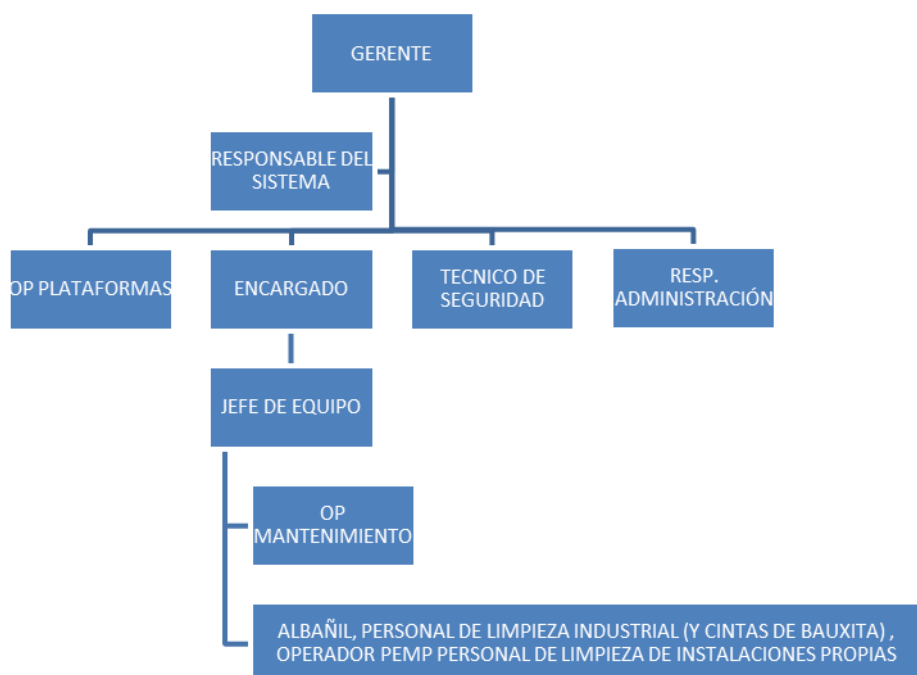 GERENTE
RESPONSABLE DEL
SISTEMA
OP PLATAFORMAS
ENCARGADO
TECNICO DE
SEGURIDAD
RESP.
ADMINISTRACIÓN
JEFE DE EQUIPO
OP
MANTENIMIENTO
ALBAÑIL, PERSONAL DE LIMPIEZA INDUSTRIAL (Y CINTAS DE BAUXITA) ,
OPERADOR PEMP PERSONAL DE LIMPIEZA DE INSTALACIONES PROPIAS